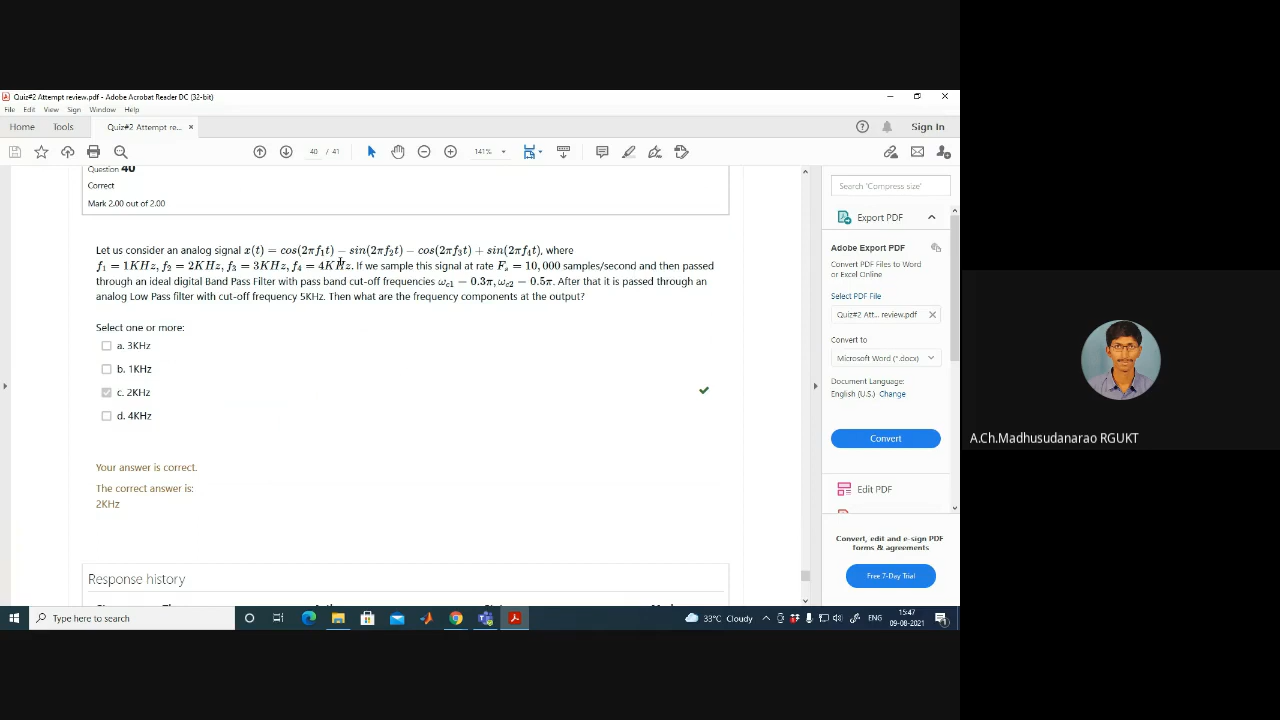 Quiz#2 Attempt review.pdf - Adobe Acrobat Reader DC (32-bit)
File Edit View Sign Window Help
Home Tools Quiz#2 Attempt re... × Sign In
40 / 41 141%
Question 40
Correct
Mark 2.00 out of 2.00
Let us consider an analog signal x(t) = cos(2πf₁t) − sin(2πf₂t) − cos(2πf₃t) + sin(2πf₄t), where
f₁ = 1KHz, f₂ = 2KHz, f₃ = 3KHz, f₄ = 4KHz. If we sample this signal at rate Fₛ = 10,000 samples/second and then passed
through an ideal digital Band Pass Filter with pass band cut-off frequencies ω_c1 = 0.3π, ω_c2 = 0.5π. After that it is passed through an
analog Low Pass filter with cut-off frequency 5KHz. Then what are the frequency components at the output?
Select one or more:
a. 3KHz
b. 1KHz
c. 2KHz
d. 4KHz
Your answer is correct.
The correct answer is:
2KHz
Response history
Search 'Compress size'
Export PDF
Adobe Export PDF
Convert PDF Files to Word
or Excel Online
Select PDF File
Quiz#2 Att... review.pdf
Convert to
Microsoft Word (*.docx)
Document Language:
English (U.S.) Change
Convert
Edit PDF
Convert, edit and e-sign PDF
forms & agreements
Free 7-Day Trial
A.Ch.Madhusudanarao RGUKT
Type here to search
33°C Cloudy
ENG
15:47
09-08-2021